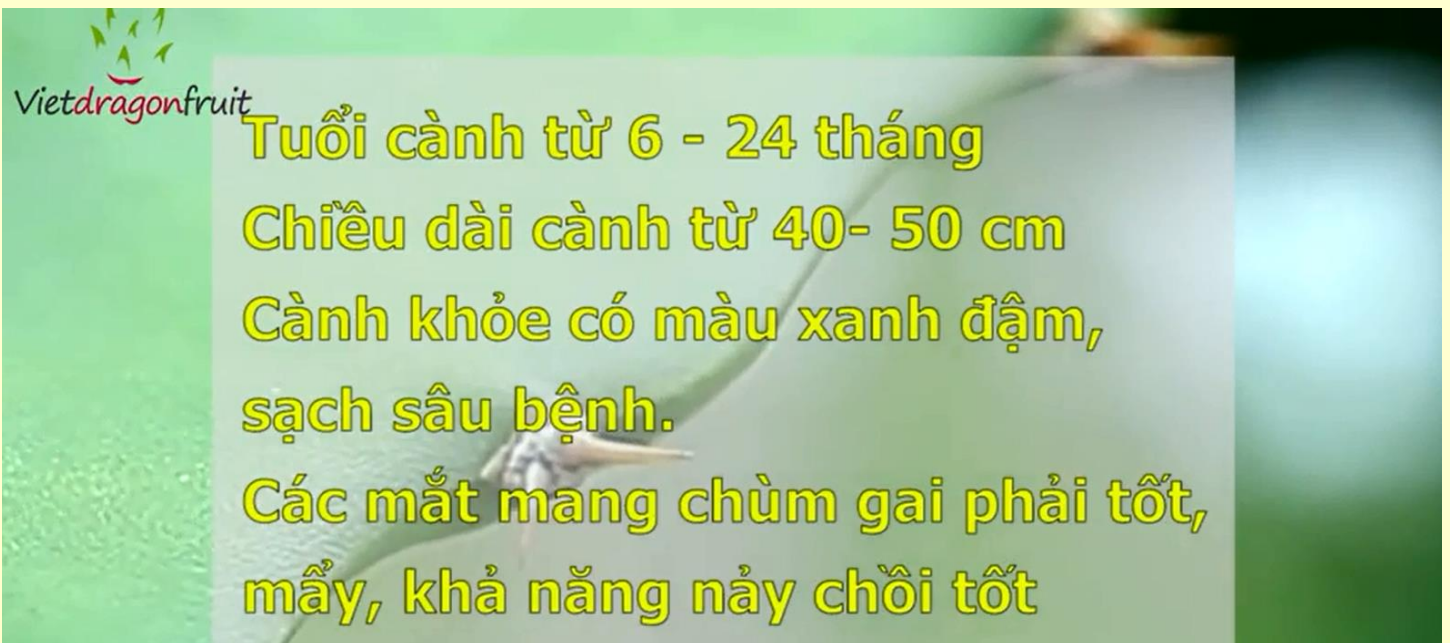 Vietdragonfruit
Tuổi cành từ 6 - 24 tháng
Chiều dài cành từ 40- 50 cm
Cành khỏe có màu xanh đậm,
sạch sâu bệnh.
Các mắt mang chùm gai phải tốt,
mẩy, khả năng nảy chồi tốt